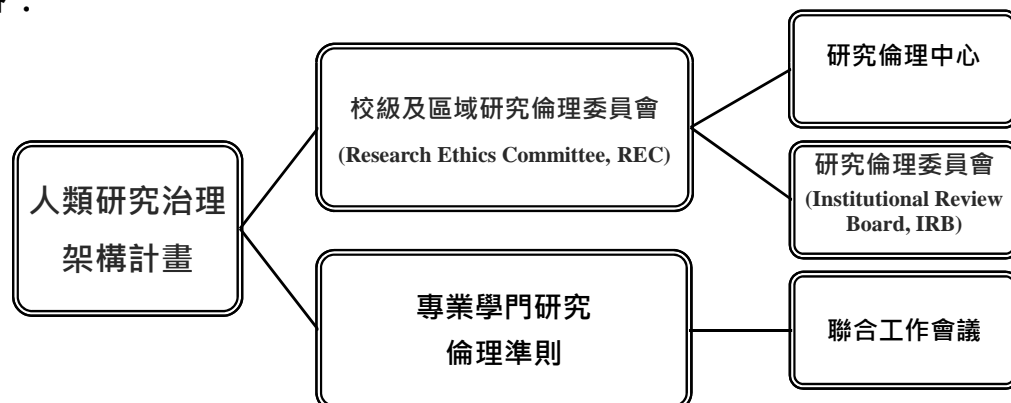 人類研究治理
架構計畫
校級及區域研究倫理委員會
(Research Ethics Committee, REC)
專業學門研究
倫理準則
研究倫理中心
研究倫理委員會
(Institutional Review
Board, IRB)
聯合工作會議